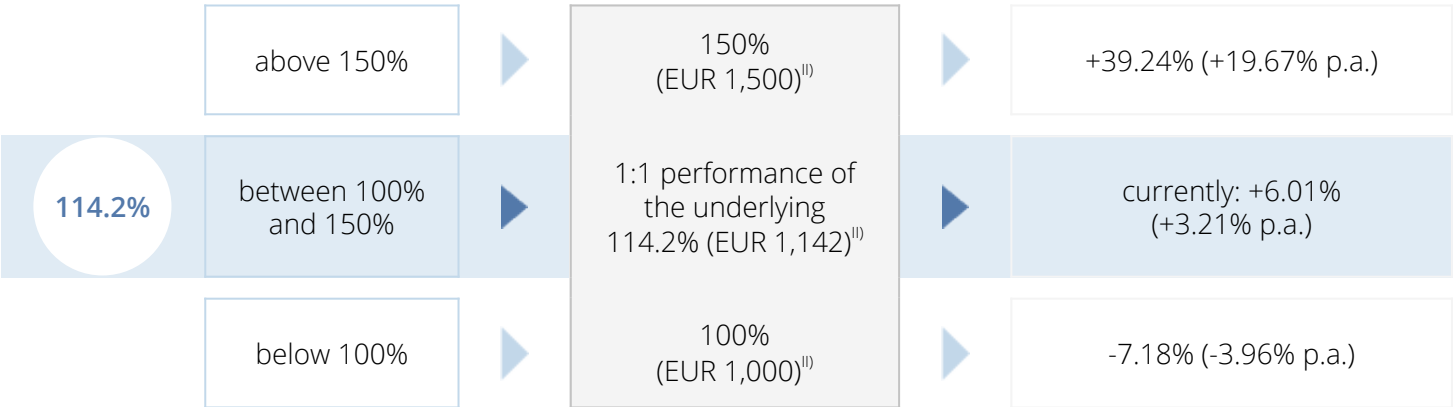 above 150%
150%
(EUR 1,500)II)
+39.24% (+19.67% p.a.)
114.2%
between 100%
and 150%
1:1 performance of
the underlying
114.2% (EUR 1,142)II)
currently: +6.01%
(+3.21% p.a.)
below 100%
100%
(EUR 1,000)II)
-7.18% (-3.96% p.a.)